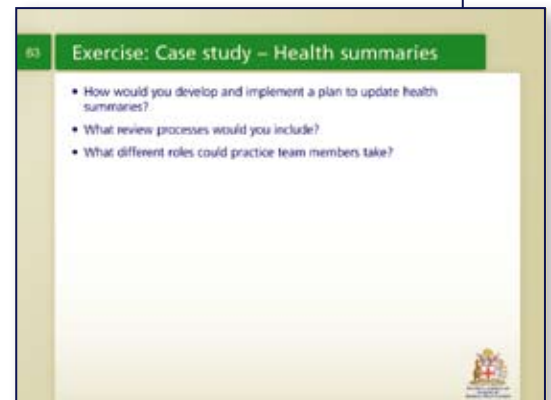 63
Exercise: Case study – Health summaries
• How would you develop and implement a plan to update health
summaries?
• What review processes would you include?
• What different roles could practice team members take?